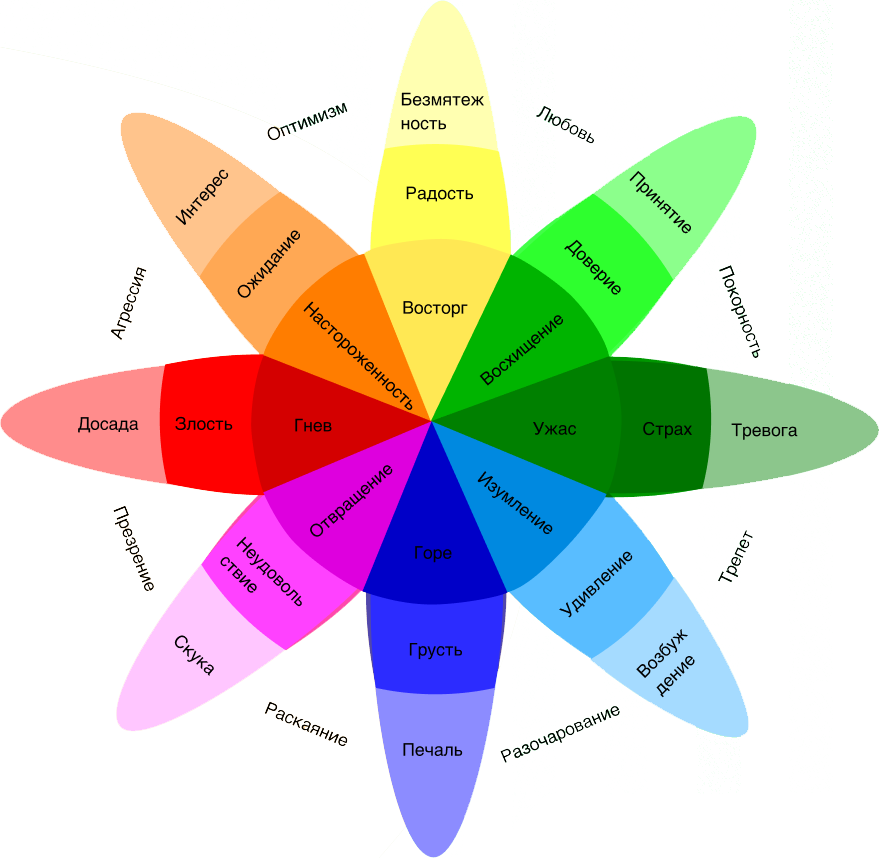 Безмятеж
ность
Оптимизм
Любовь
Интерес
Радость
Принятие
Ожидание
Доверие
Агрессия
Покорность
Настороженность
Восторг
Восхищение
Досада
Злость
Гнев
Ужас
Страх
Тревога
Отвращение
Изумление
Презрение
Неудоволь
ствие
Горе
Удивление
Трепет
Скука
Грусть
Возбуж
дение
Раскаяние
Печаль
Разочарование